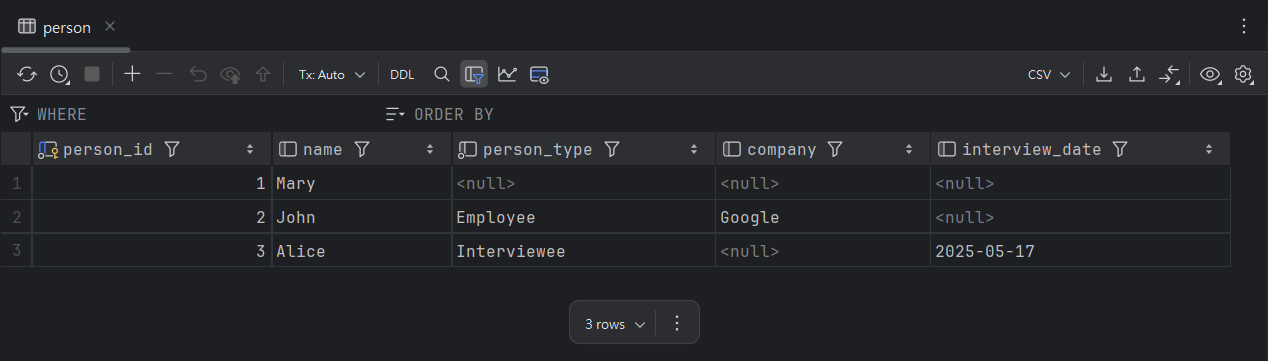 person
Tx: Auto DDL CSV
WHERE ORDER BY
person_id name person_type company interview_date
1 1 Mary <null> <null> <null>
2 2 John Employee Google <null>
3 3 Alice Interviewee <null> 2025-05-17
3 rows